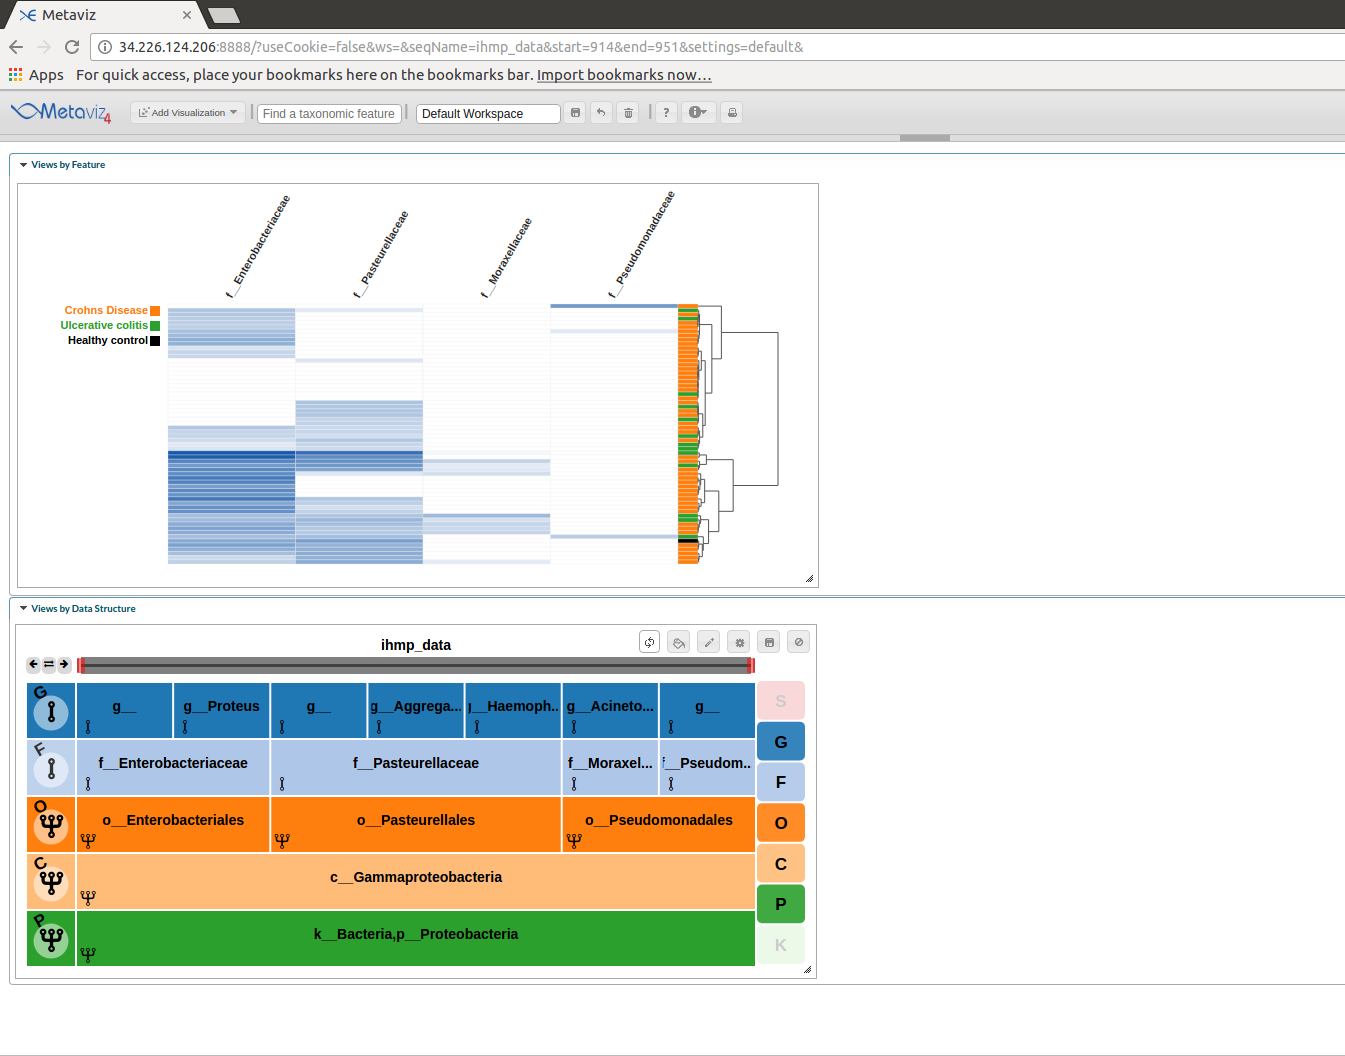 Metaviz
34.226.124.206:8888/?useCookie=false&ws=&seqName=ihmp_data&start=914&end=951&settings=default&
Apps For quick access, place your bookmarks here on the bookmarks bar. Import bookmarks now...
Metaviz4 Add Visualization Find a taxonomic feature Default Workspace ?
Views by Feature
f__Enterobacteriaceae
f__Pasteurellaceae
f__Moraxellaceae
f__Pseudomonadaceae
Crohns Disease
Ulcerative colitis
Healthy control
Views by Data Structure
ihmp_data
G g__ g__Proteus g__ g__Aggrega... g__Haemoph.. g__Acineto... g__ S
G
F f__Enterobacteriaceae f__Pasteurellaceae f__Moraxel... f__Pseudom..
F
O o__Enterobacteriales o__Pasteurellales o__Pseudomonadales O
C c__Gammaproteobacteria C
P k__Bacteria,p__Proteobacteria P
K